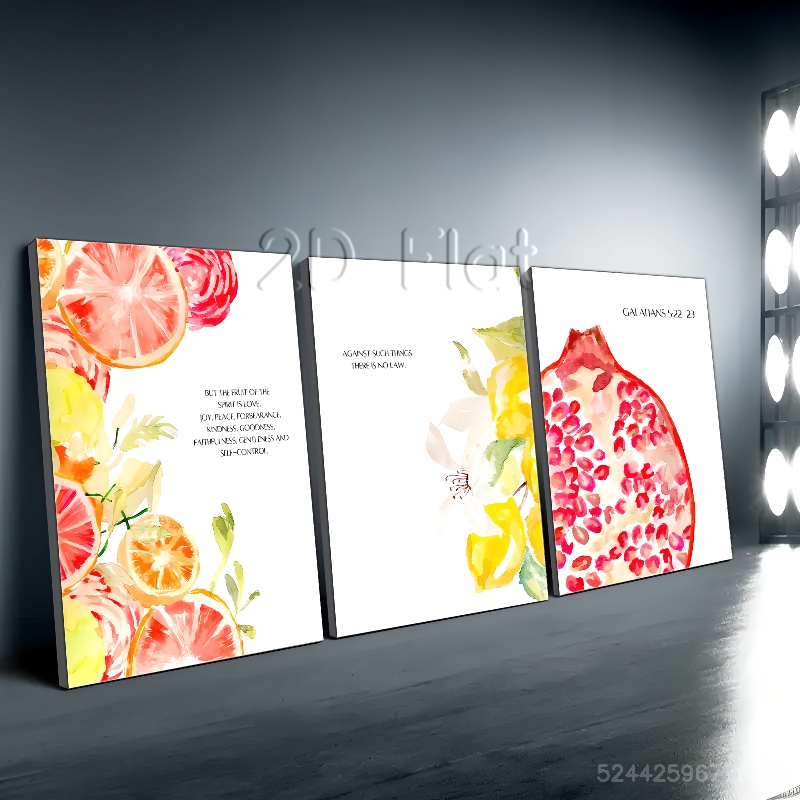 2D Flat
BUT THE FRUIT OF THE
SPIRIT IS LOVE,
JOY, PEACE, FORBEARANCE,
KINDNESS, GOODNESS,
FAITHFULNESS, GENTLENESS AND
SELF-CONTROL.
AGAINST SUCH THINGS
THERE IS NO LAW.
GALATIANS 5:22-23